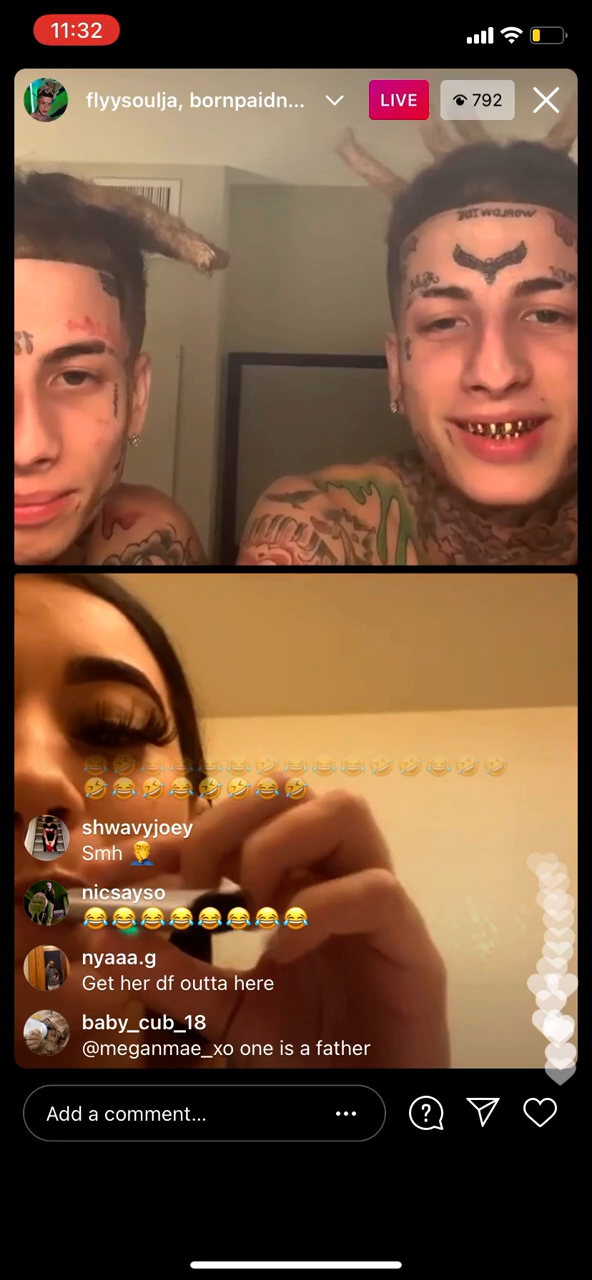 11:32
flyysoulja, bornpaidn...
LIVE
792
WORLDWIDE
😂🤣😂😂😂😂🤣😂😂😂🤣🤣😂🤣🤣
🤣😂🤣😂🤣🤣😂🤣
shwavyjoey
Smh 🤦‍♂️
nicsayso
😂😂😂😂😂😂😂😂
nyaaa.g
Get her df outta here
baby_cub_18
@meganmae_xo one is a father
Add a comment...